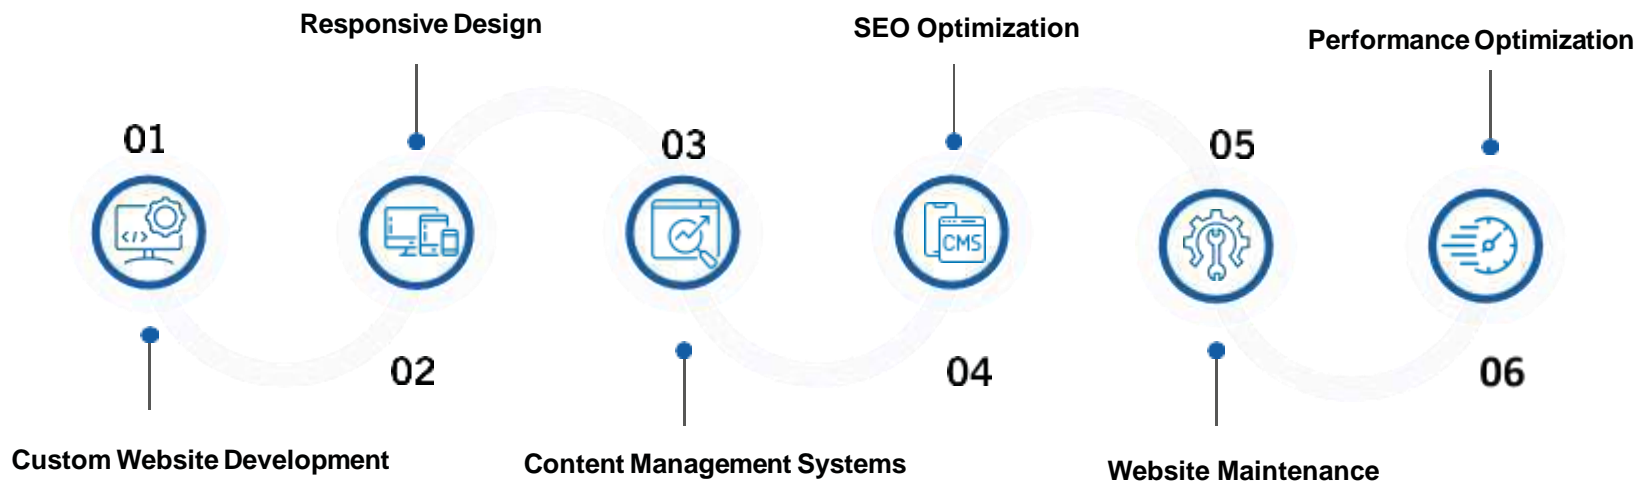 Responsive Design
SEO Optimization
Performance Optimization
01
03
05
</>
CMS
02
04
06
Custom Website Development
Content Management Systems
Website Maintenance